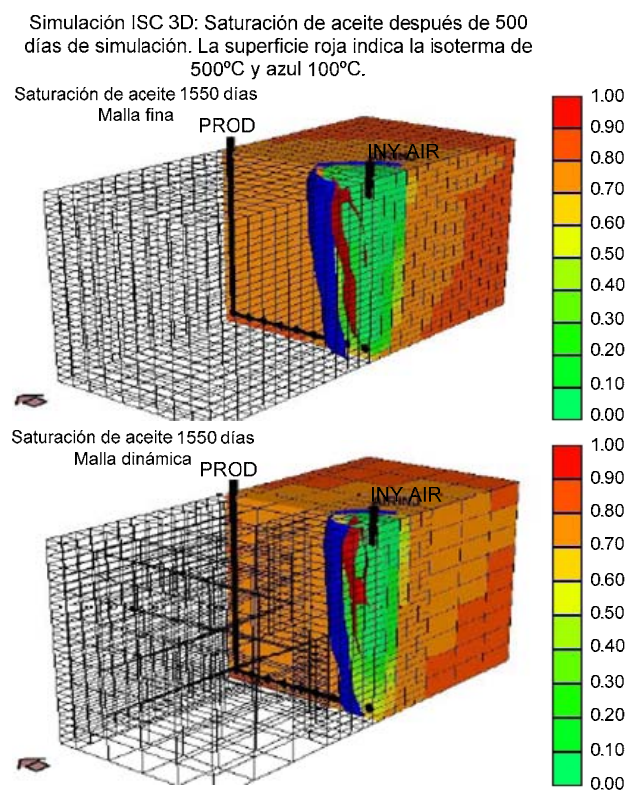 Simulación ISC 3D: Saturación de aceite después de 500
días de simulación. La superficie roja indica la isoterma de
500ºC y azul 100ºC.
Saturación de aceite 1550 días
Malla fina
PROD
INY AIR
1.00
0.90
0.80
0.70
0.60
0.50
0.40
0.30
0.20
0.10
0.00
Saturación de aceite 1550 días
Malla dinámica
PROD
INY AIR
1.00
0.90
0.80
0.70
0.60
0.50
0.40
0.30
0.20
0.10
0.00